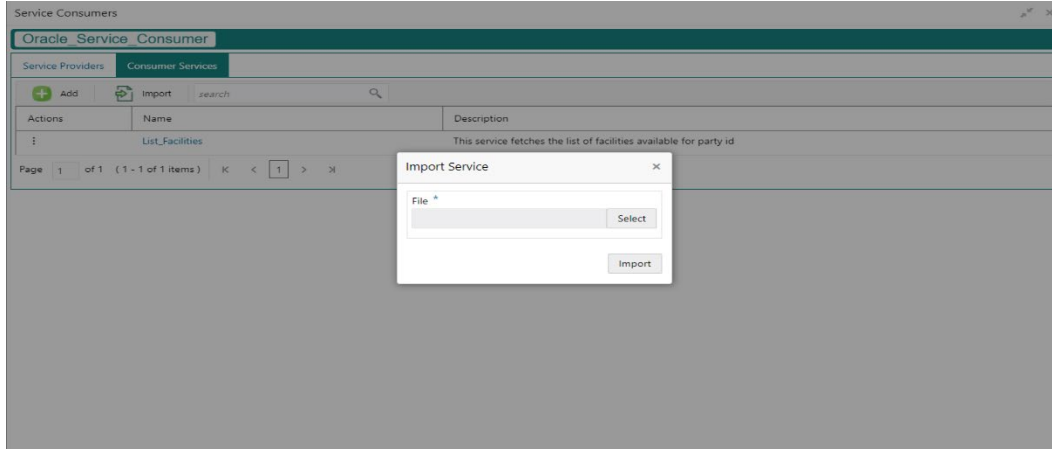 Service Consumers
Oracle_Service_Consumer
Service Providers Consumer Services
Add Import search
Actions Name Description
List_Facilities This service fetches the list of facilities available for party id
Page 1 of 1 (1 - 1 of 1 items) K < 1 > >|
Import Service ×
File *
Select
Import